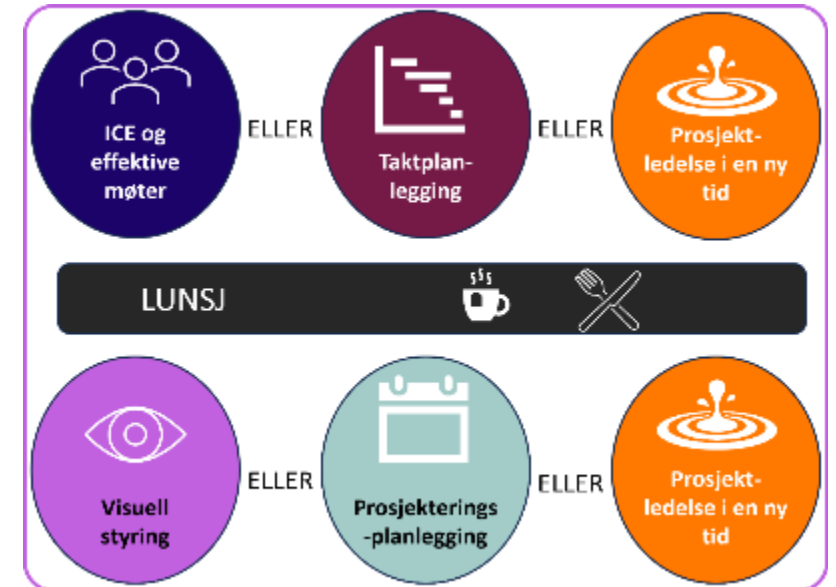 ICE og
effektive
møter
ELLER
Taktplan-
legging
ELLER
Prosjekt-
ledelse i en ny
tid
LUNSJ
Visuell
styring
ELLER
Prosjekterings
-planlegging
ELLER
Prosjekt-
ledelse i en ny
tid